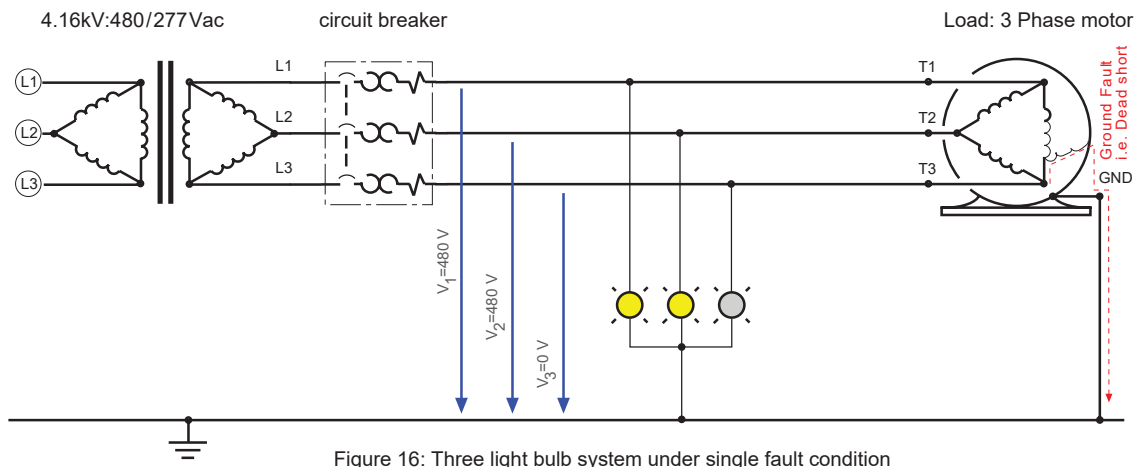 4.16kV:480/277Vac
circuit breaker
Load: 3 Phase motor
L1
L2
L3
L1
L2
L3
T1
T2
T3
Ground Fault
i.e. Dead short
GND
V1=480 V
V2=480 V
V3=0 V
Figure 16: Three light bulb system under single fault condition